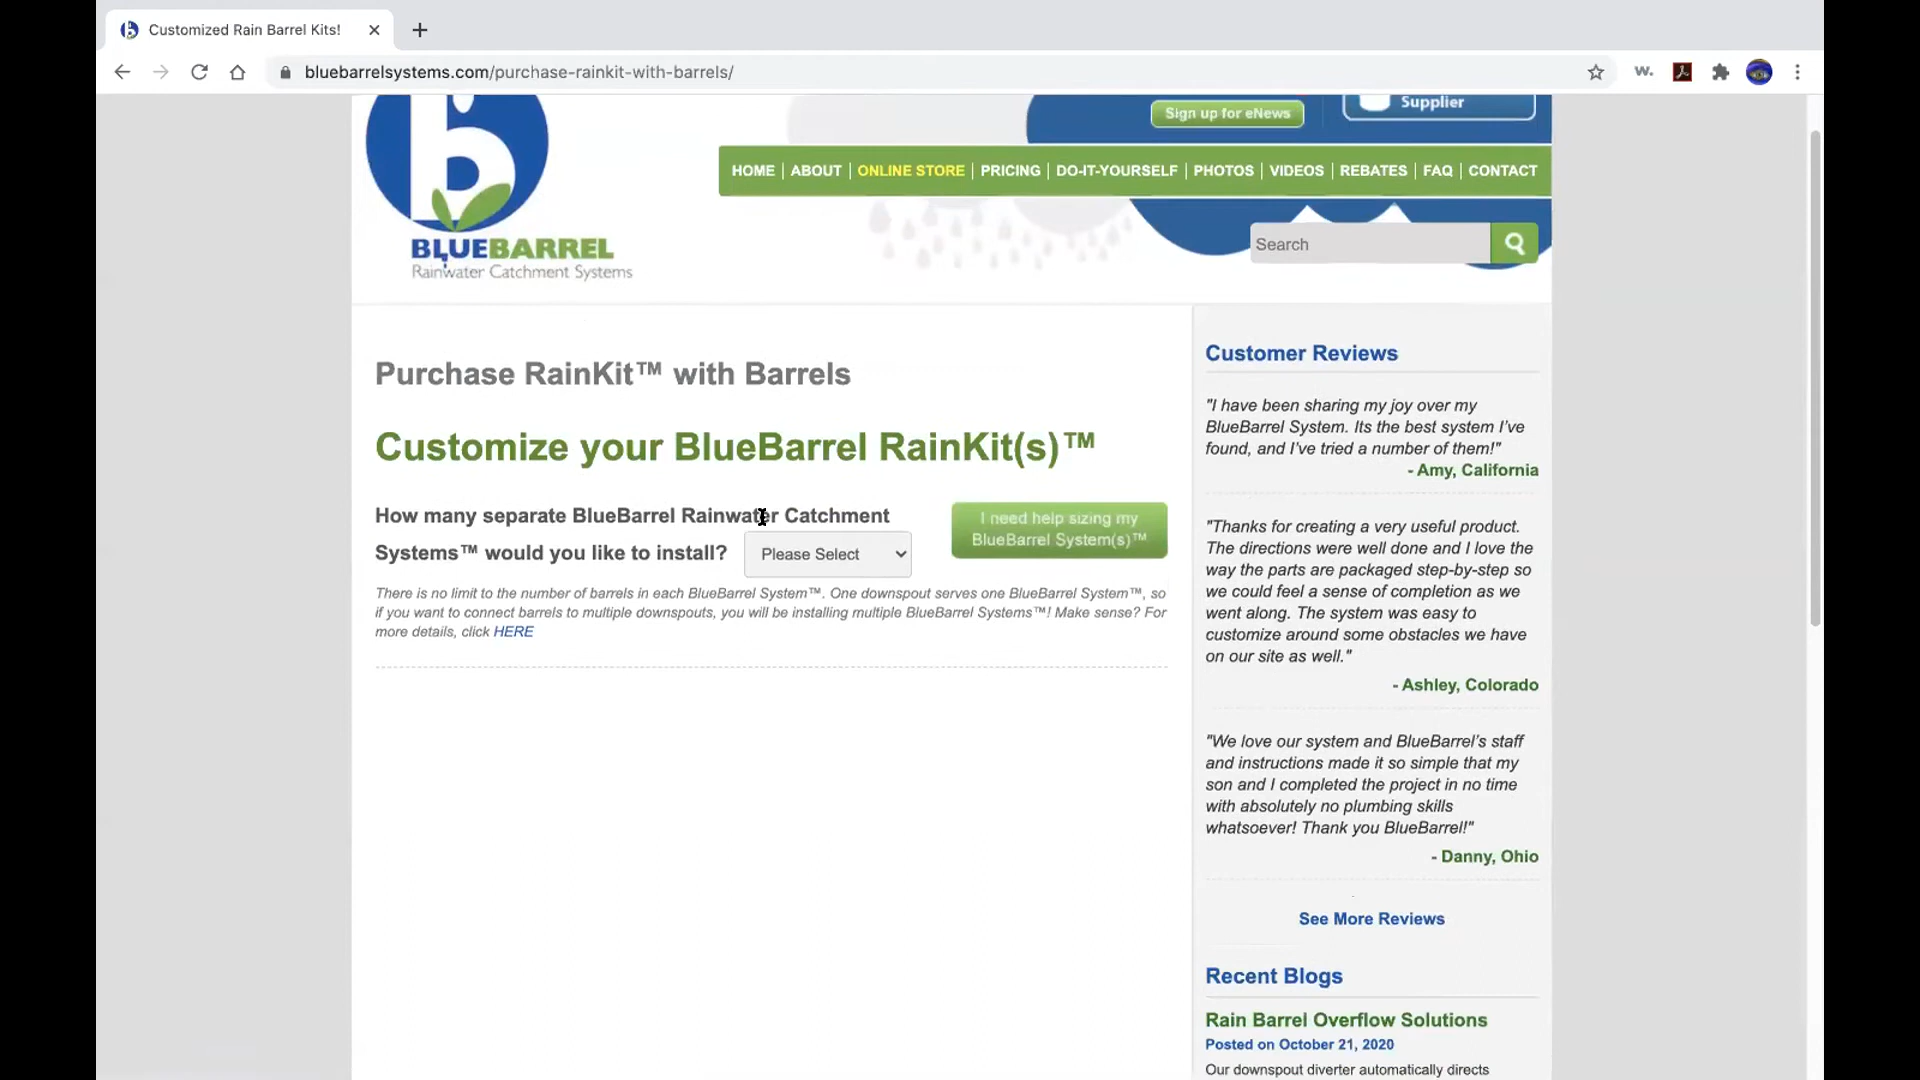 Customized Rain Barrel Kits!
bluebarrelsystems.com/purchase-rainkit-with-barrels/
w.
b
BLUEBARREL
Rainwater Catchment Systems
Sign up for eNews
Supplier
HOME | ABOUT | ONLINE STORE | PRICING | DO-IT-YOURSELF | PHOTOS | VIDEOS | REBATES | FAQ | CONTACT
Search
Purchase RainKit™ with Barrels
Customize your BlueBarrel RainKit(s)™
How many separate BlueBarrel Rainwater Catchment
Systems™ would you like to install? Please Select
I need help sizing my
BlueBarrel System(s)™
There is no limit to the number of barrels in each BlueBarrel System™. One downspout serves one BlueBarrel System™, so
if you want to connect barrels to multiple downspouts, you will be installing multiple BlueBarrel Systems™! Make sense? For
more details, click HERE
Customer Reviews
"I have been sharing my joy over my
BlueBarrel System. Its the best system I've
found, and I've tried a number of them!"
- Amy, California
"Thanks for creating a very useful product.
The directions were well done and I love the
way the parts are packaged step-by-step so
we could feel a sense of completion as we
went along. The system was easy to
customize around some obstacles we have
on our site as well."
- Ashley, Colorado
"We love our system and BlueBarrel's staff
and instructions made it so simple that my
son and I completed the project in no time
with absolutely no plumbing skills
whatsoever! Thank you BlueBarrel!"
- Danny, Ohio
See More Reviews
Recent Blogs
Rain Barrel Overflow Solutions
Posted on October 21, 2020
Our downspout diverter automatically directs